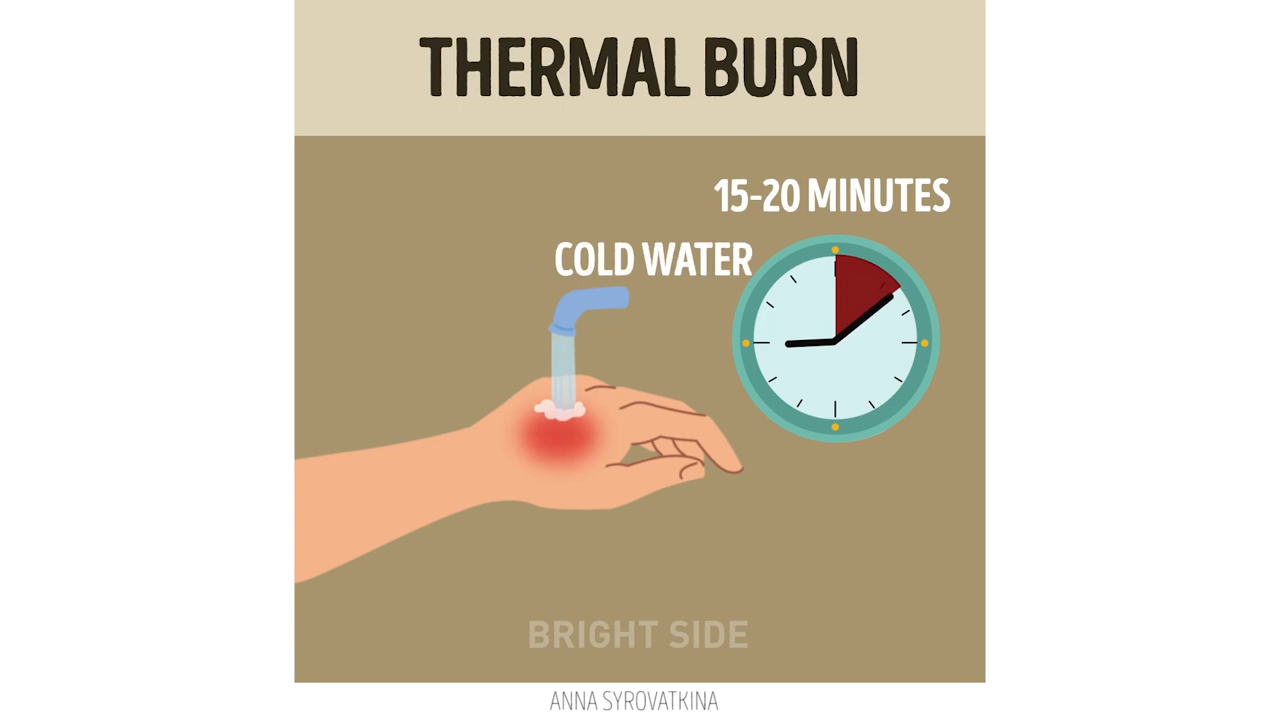 THERMAL BURN
15-20 MINUTES
COLD WATER
BRIGHT SIDE
ANNA SYROVATKINA